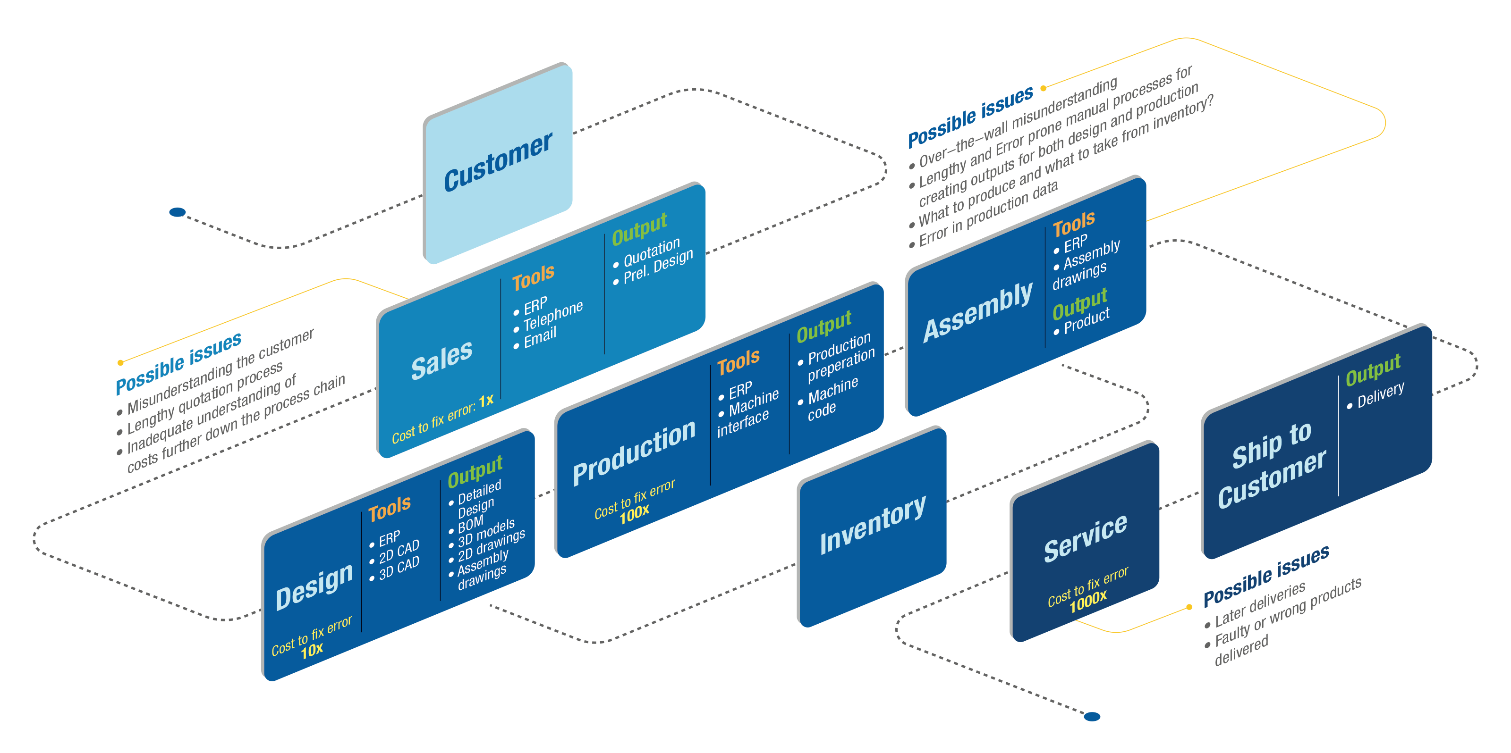 Customer
Possible issues
• Over–the–wall misunderstanding
• Lengthy and Error prone manual processes for
creating outputs for both design and production
• What to produce and what to take from inventory?
• Error in production data
Sales
Cost to fix error: 1x
Tools
• ERP
• Telephone
• Email
Output
• Quotation
• Prel. Design
Possible issues
• Misunderstanding the customer
• Lengthy quotation process
• Inadequate understanding of
costs further down the process chain
Assembly
Tools
• ERP
• Assembly
drawings
Output
• Product
Production
Cost to fix error
100x
Tools
• ERP
• Machine
interface
Output
• Production
preperation
• Machine
code
Design
Cost to fix error
10x
Tools
• ERP
• 2D CAD
• 3D CAD
Output
• Detailed
Design
• BOM
• 3D models
• 2D drawings
• Assembly
drawings
Inventory
Ship to
Customer
Output
• Delivery
Service
Cost to fix error
1000x
Possible issues
• Later deliveries
• Faulty or wrong products
delivered